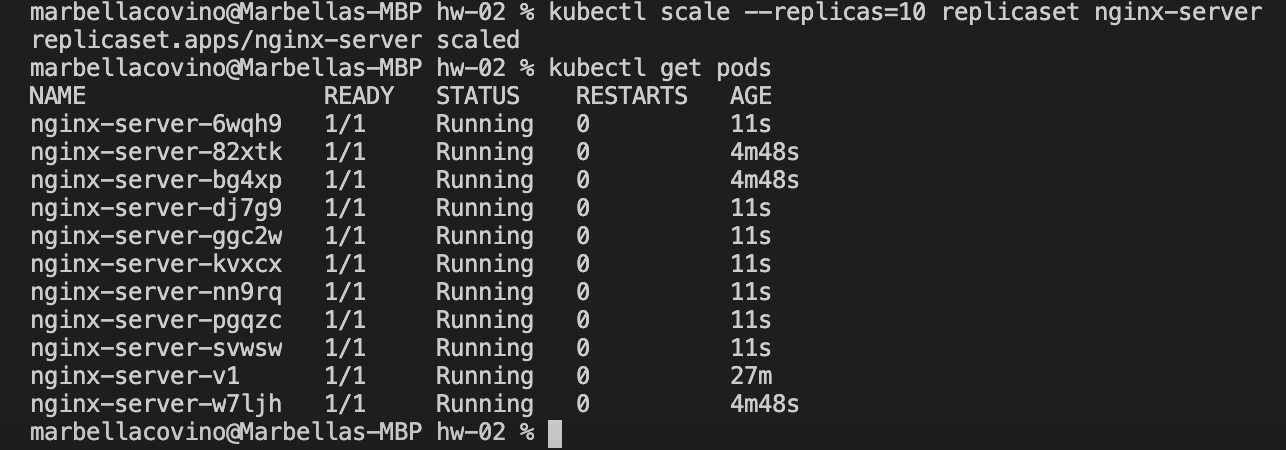 marbellacovino@Marbellas-MBP hw-02 % kubectl scale --replicas=10 replicaset nginx-server
replicaset.apps/nginx-server scaled
marbellacovino@Marbellas-MBP hw-02 % kubectl get pods
NAME                 READY   STATUS    RESTARTS   AGE
nginx-server-6wqh9   1/1     Running   0          11s
nginx-server-82xtk   1/1     Running   0          4m48s
nginx-server-bg4xp   1/1     Running   0          4m48s
nginx-server-dj7g9   1/1     Running   0          11s
nginx-server-ggc2w   1/1     Running   0          11s
nginx-server-kvxcx   1/1     Running   0          11s
nginx-server-nn9rq   1/1     Running   0          11s
nginx-server-pgqzc   1/1     Running   0          11s
nginx-server-svwsw   1/1     Running   0          11s
nginx-server-v1      1/1     Running   0          27m
nginx-server-w7ljh   1/1     Running   0          4m48s
marbellacovino@Marbellas-MBP hw-02 %